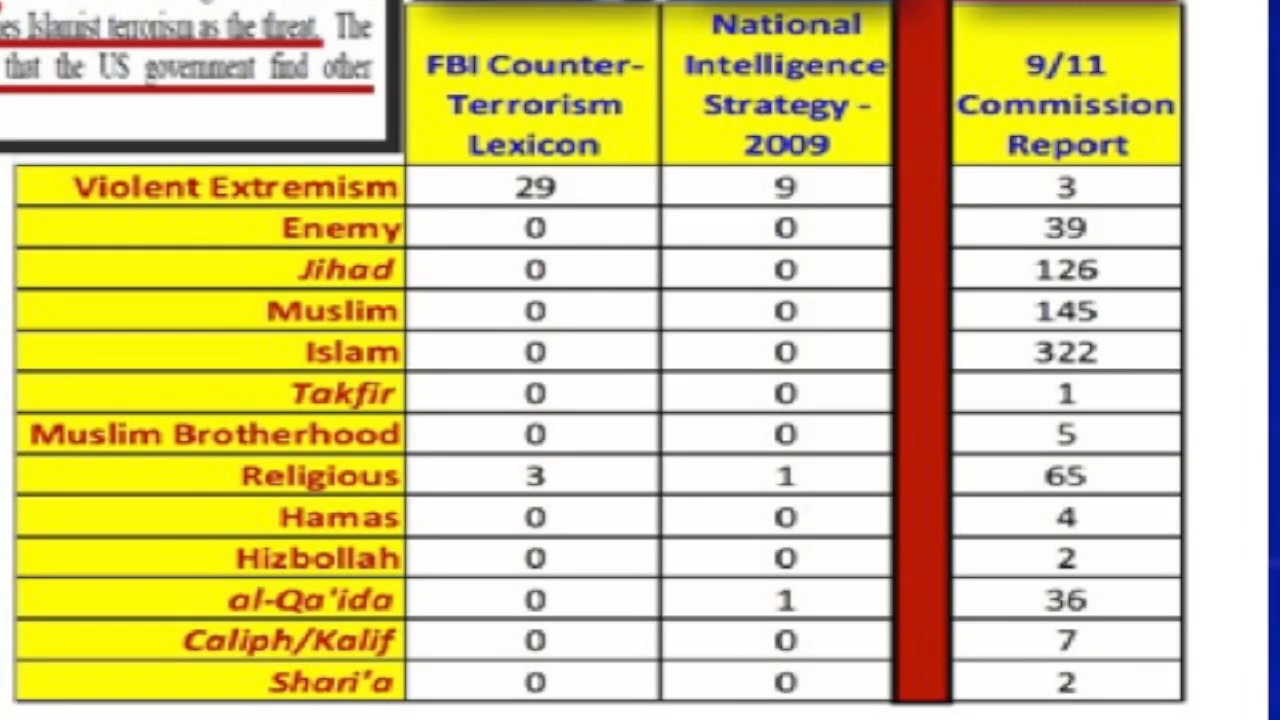 es Islamist terrorism as the threat. The
that the US government find other
FBI Counter-
Terrorism
Lexicon
National
Intelligence
Strategy -
2009
9/11
Commission
Report
Violent Extremism 29 9 3
Enemy 0 0 39
Jihad 0 0 126
Muslim 0 0 145
Islam 0 0 322
Takfir 0 0 1
Muslim Brotherhood 0 0 5
Religious 3 1 65
Hamas 0 0 4
Hizbollah 0 0 2
al-Qa'ida 0 1 36
Caliph/Kalif 0 0 7
Shari'a 0 0 2